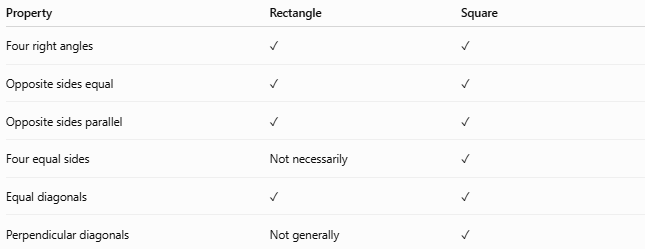 Property Rectangle Square
Four right angles ✓ ✓
Opposite sides equal ✓ ✓
Opposite sides parallel ✓ ✓
Four equal sides Not necessarily ✓
Equal diagonals ✓ ✓
Perpendicular diagonals Not generally ✓